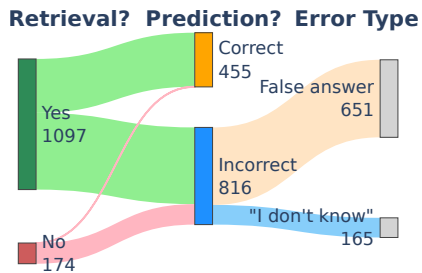 Retrieval? Prediction? Error Type
Correct
455
False answer
651
Yes
1097
Incorrect
816
"I don't know"
165
No
174